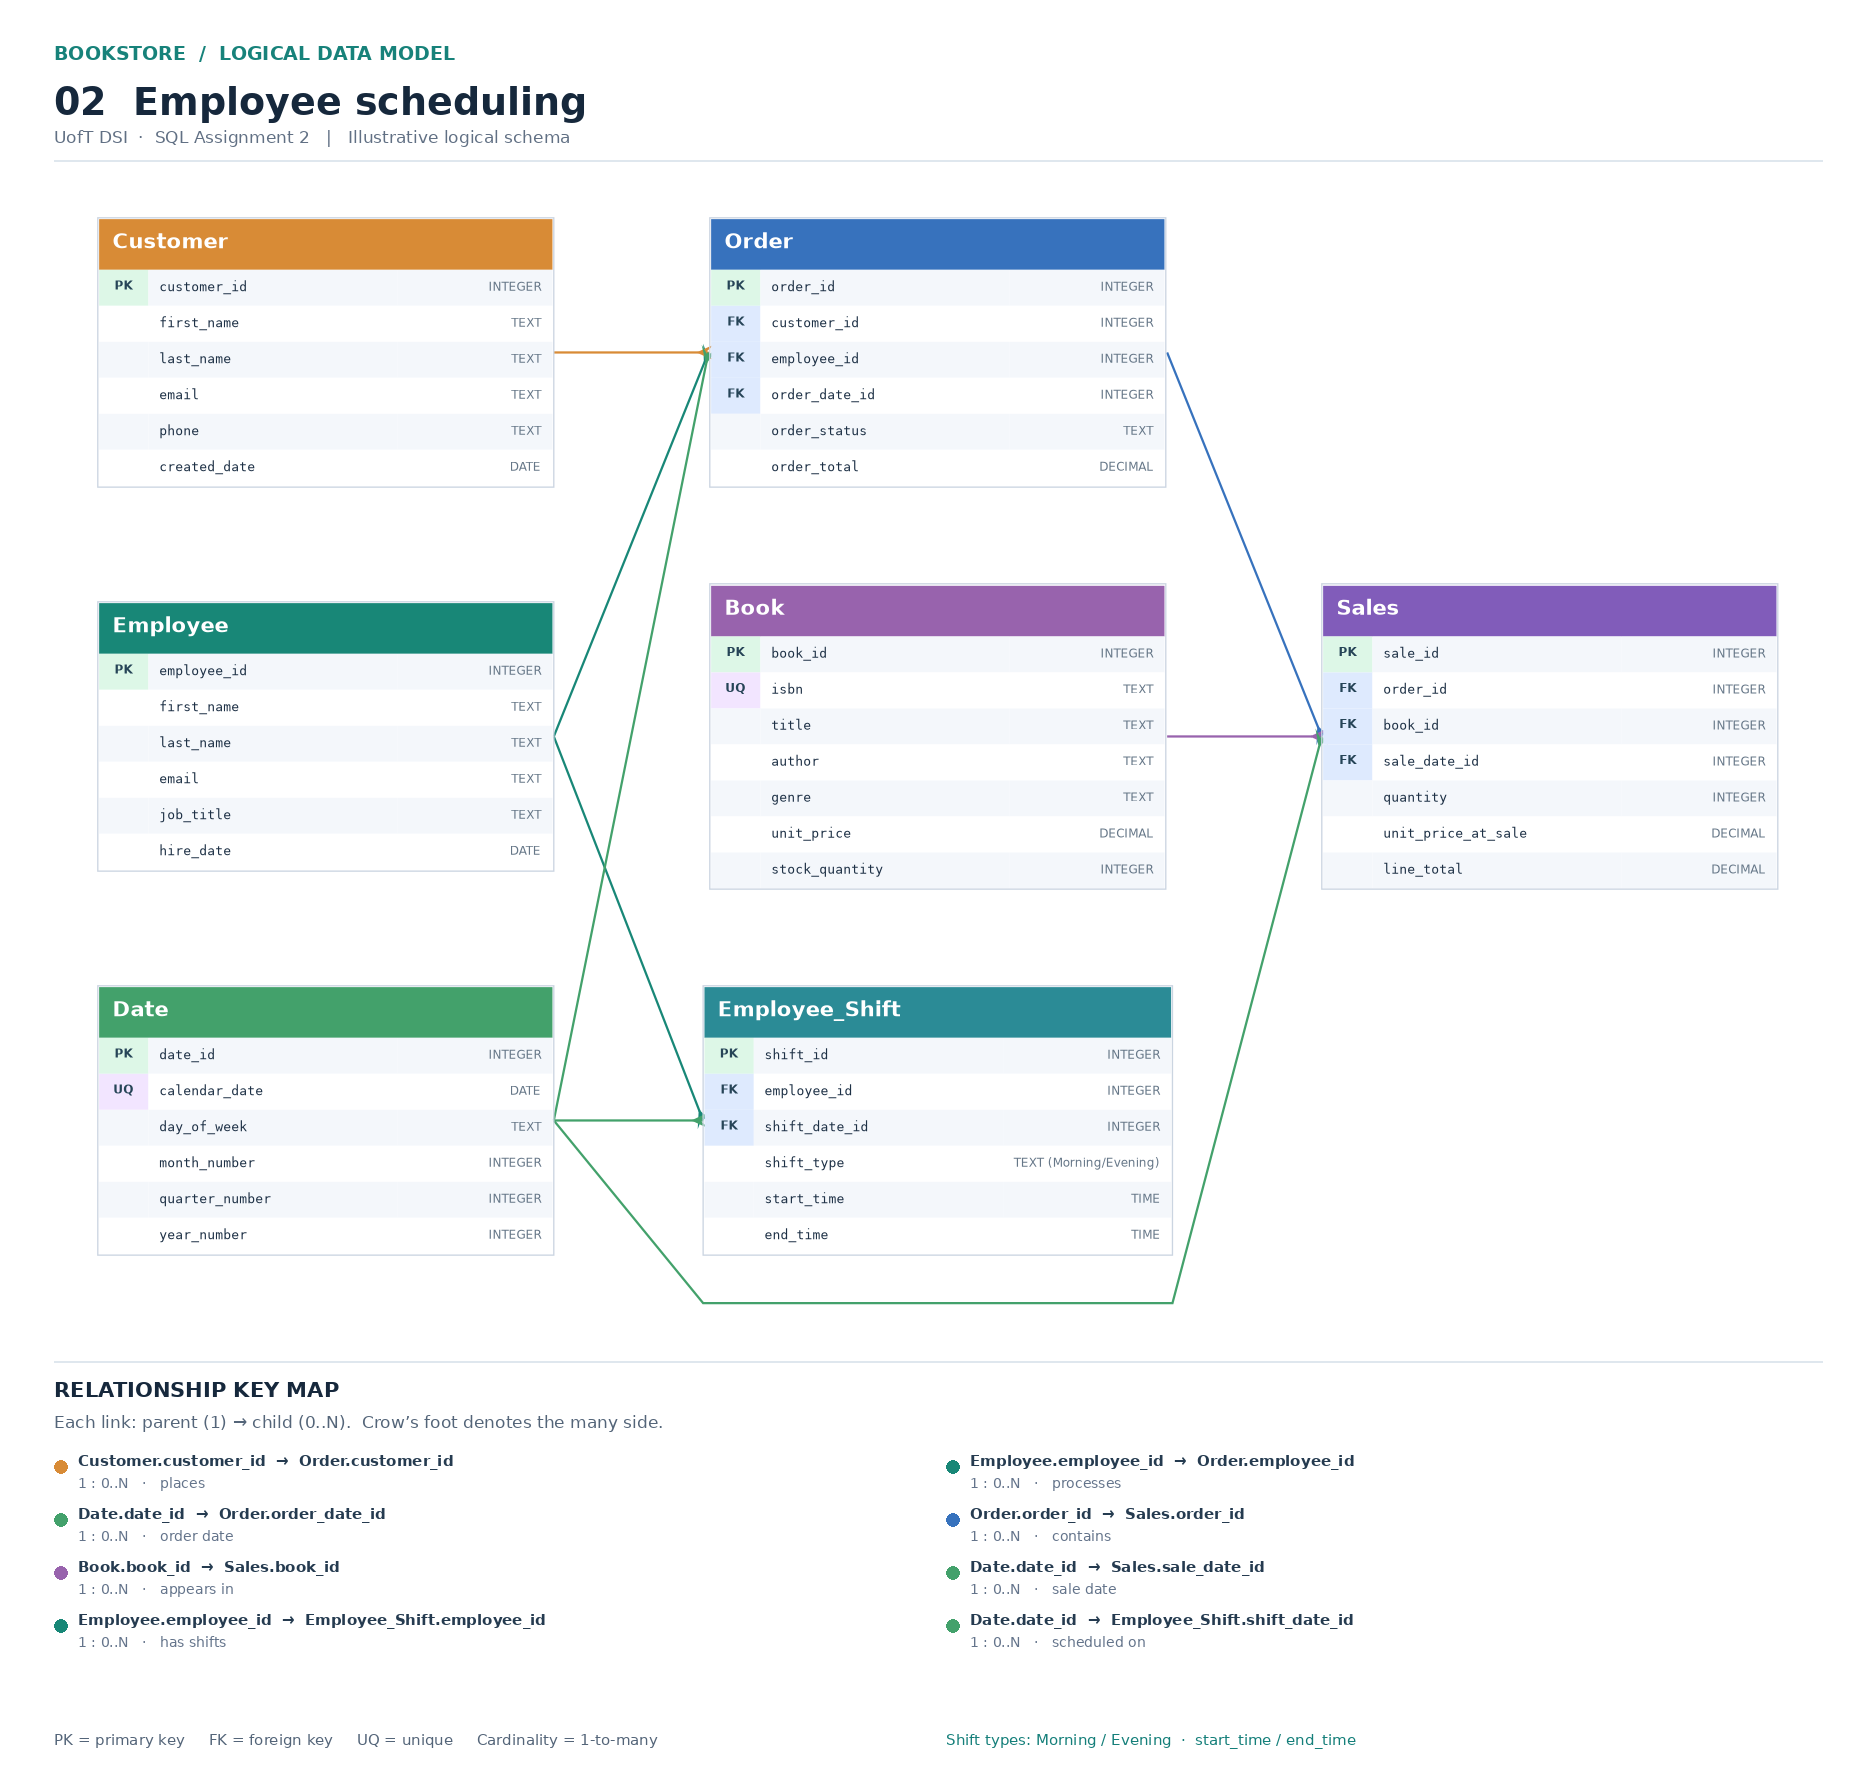 BOOKSTORE / LOGICAL DATA MODEL
02 Employee scheduling
UofT DSI · SQL Assignment 2 | Illustrative logical schema
Customer
PK customer_id INTEGER
first_name TEXT
last_name TEXT
email TEXT
phone TEXT
created_date DATE
Order
PK order_id INTEGER
FK customer_id INTEGER
FK employee_id INTEGER
FK order_date_id INTEGER
order_status TEXT
order_total DECIMAL
Employee
PK employee_id INTEGER
first_name TEXT
last_name TEXT
email TEXT
job_title TEXT
hire_date DATE
Book
PK book_id INTEGER
UQ isbn TEXT
title TEXT
author TEXT
genre TEXT
unit_price DECIMAL
stock_quantity INTEGER
Sales
PK sale_id INTEGER
FK order_id INTEGER
FK book_id INTEGER
FK sale_date_id INTEGER
quantity INTEGER
unit_price_at_sale DECIMAL
line_total DECIMAL
Date
PK date_id INTEGER
UQ calendar_date DATE
day_of_week TEXT
month_number INTEGER
quarter_number INTEGER
year_number INTEGER
Employee_Shift
PK shift_id INTEGER
FK employee_id INTEGER
FK shift_date_id INTEGER
shift_type TEXT (Morning/Evening)
start_time TIME
end_time TIME
RELATIONSHIP KEY MAP
Each link: parent (1) → child (0..N). Crow’s foot denotes the many side.
Customer.customer_id → Order.customer_id
1 : 0..N · places
Employee.employee_id → Order.employee_id
1 : 0..N · processes
Date.date_id → Order.order_date_id
1 : 0..N · order date
Order.order_id → Sales.order_id
1 : 0..N · contains
Book.book_id → Sales.book_id
1 : 0..N · appears in
Date.date_id → Sales.sale_date_id
1 : 0..N · sale date
Employee.employee_id → Employee_Shift.employee_id
1 : 0..N · has shifts
Date.date_id → Employee_Shift.shift_date_id
1 : 0..N · scheduled on
PK = primary key FK = foreign key UQ = unique Cardinality = 1-to-many
Shift types: Morning / Evening · start_time / end_time